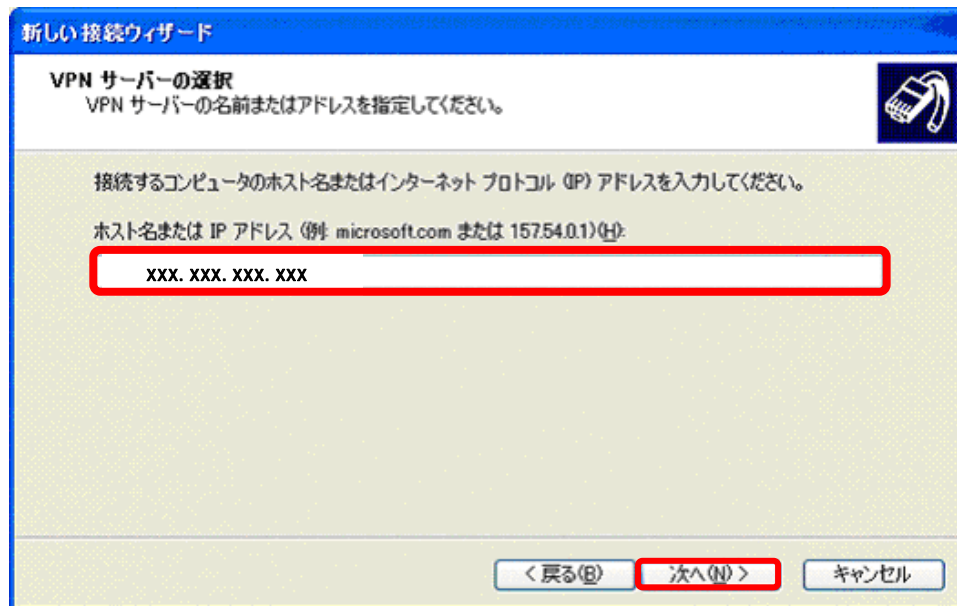 新しい接続ウィザード
VPN サーバーの選択
VPN サーバーの名前またはアドレスを指定してください。
接続するコンピュータのホスト名またはインターネット プロトコル (IP) アドレスを入力してください。
ホスト名または IP アドレス (例: microsoft.com または 157.54.0.1)(H):
xxx. xxx. xxx. xxx
< 戻る(B) 次へ(N) > キャンセル